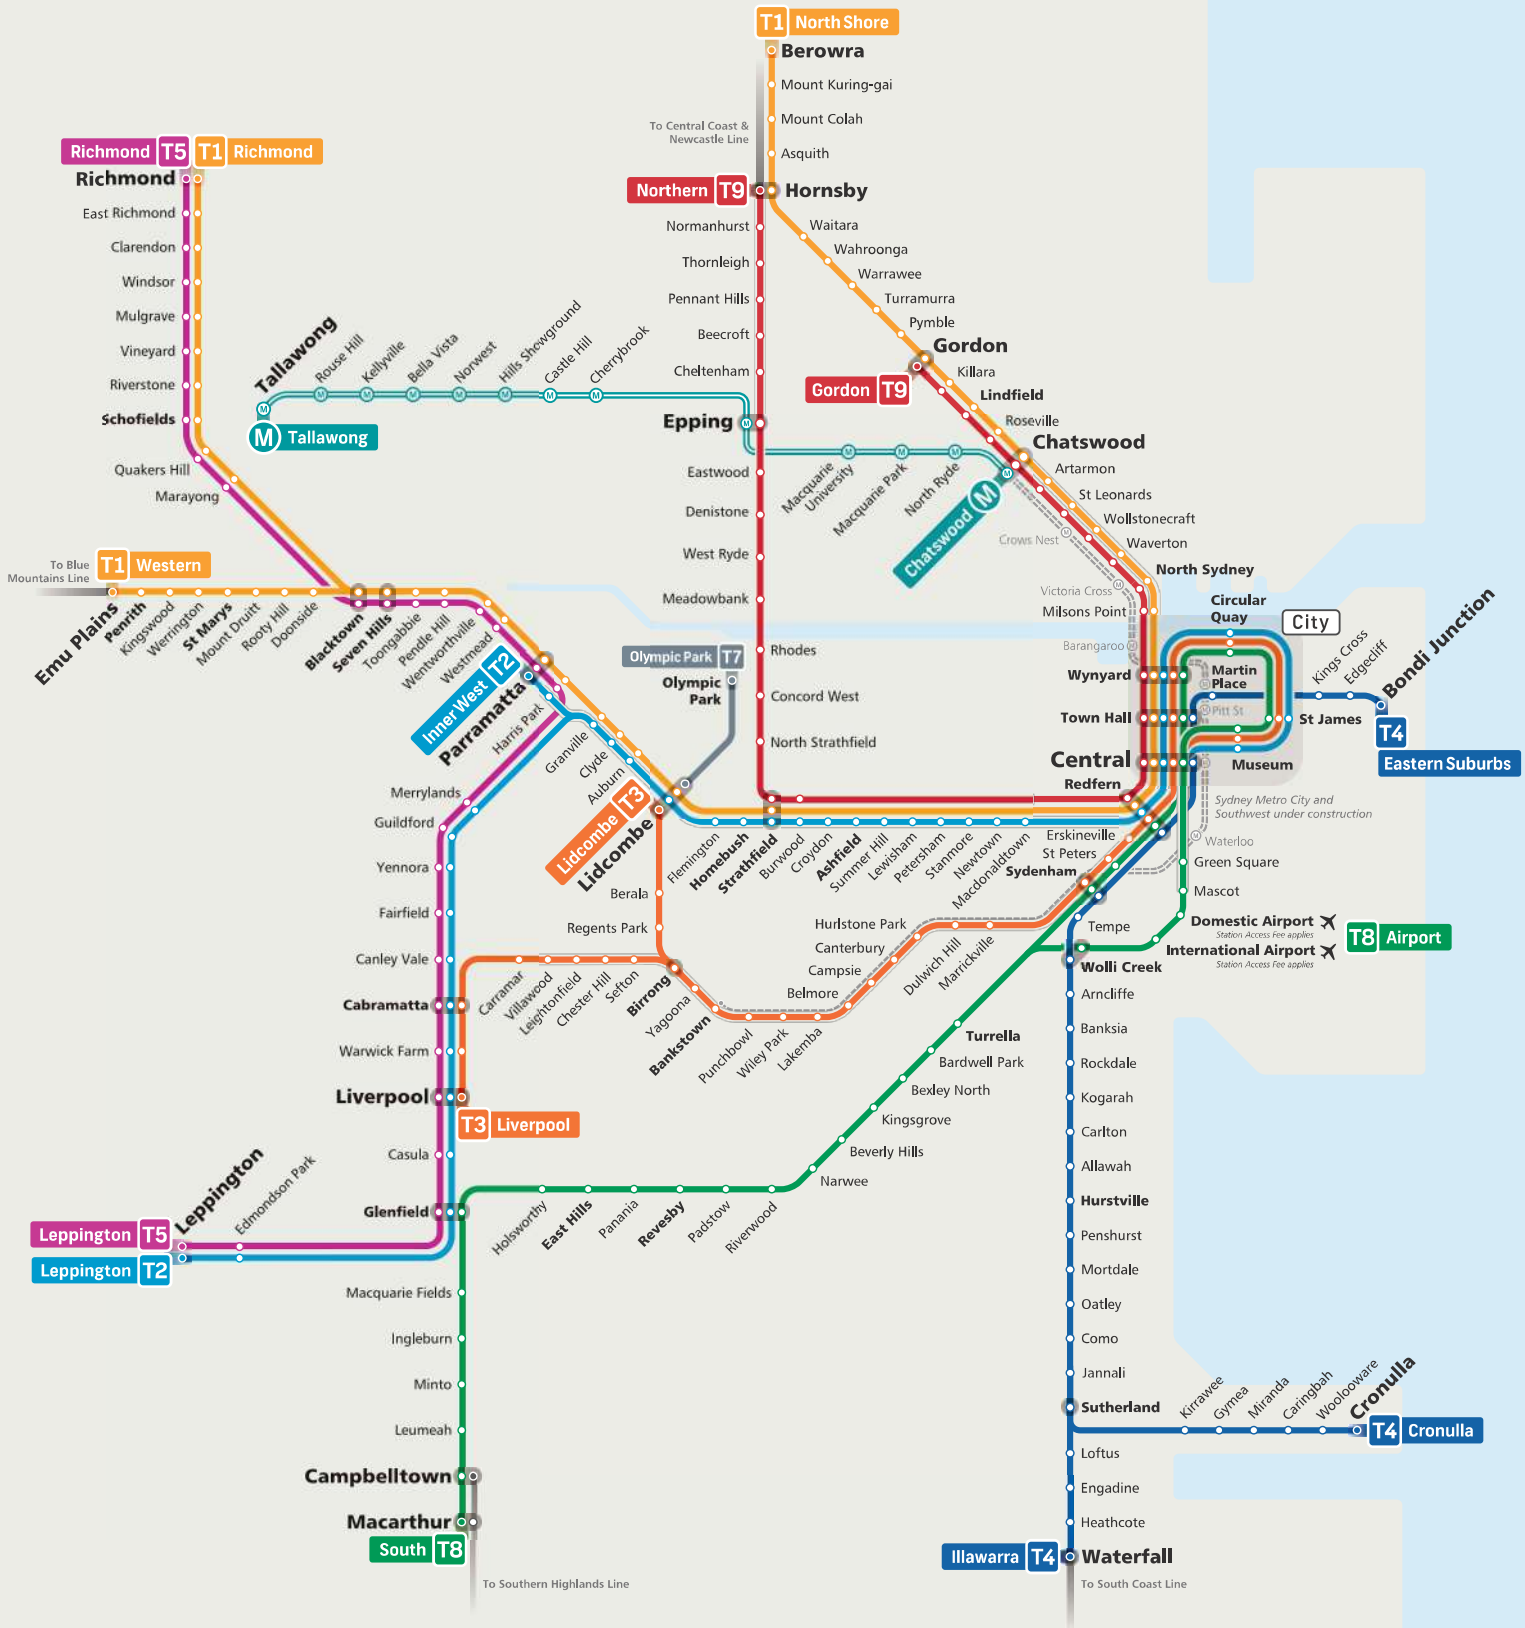 T1 North Shore
Berowra
Mount Kuring-gai
Mount Colah
To Central Coast &
Newcastle Line
Asquith
Northern T9
Hornsby
Richmond T5
T1 Richmond
Richmond
East Richmond
Clarendon
Windsor
Mulgrave
Vineyard
Riverstone
Schofields
Quakers Hill
Marayong
Normanhurst
Thornleigh
Pennant Hills
Beecroft
Cheltenham
Epping
Eastwood
Denistone
West Ryde
Meadowbank
Rhodes
Concord West
North Strathfield
Waitara
Wahroonga
Warrawee
Turramurra
Pymble
Gordon
Gordon T9
Killara
Lindfield
Roseville
Chatswood
Artarmon
St Leonards
Wollstonecraft
Waverton
North Sydney
Milsons Point
Tallawong
Rouse Hill
Kellyville
Bella Vista
Norwest
Hills Showground
Castle Hill
Cherrybrook
M Tallawong
Macquarie
University
Macquarie Park
North Ryde
Chatswood M
Crows Nest
Victoria Cross
Barangaroo
To Blue
Mountains Line
T1 Western
Emu Plains
Penrith
Kingswood
Werrington
St Marys
Mount Druitt
Rooty Hill
Doonside
Blacktown
Seven Hills
Toongabbie
Pendle Hill
Wentworthville
Westmead
Inner West T2
Parramatta
Harris Park
Granville
Clyde
Auburn
Lidcombe T3
Lidcombe
Olympic Park T7
Olympic
Park
Circular
Quay
City
Wynyard
Martin
Place
Pitt St
Town Hall
St James
Central
Museum
Redfern
Kings Cross
Edgecliff
Bondi Junction
T4
Eastern Suburbs
Sydney Metro City and
Southwest under construction
Waterloo
Green Square
Mascot
Domestic Airport
Station Access Fee applies
International Airport
Station Access Fee applies
T8 Airport
Merrylands
Guildford
Yennora
Fairfield
Canley Vale
Cabramatta
Warwick Farm
Liverpool
T3 Liverpool
Casula
Glenfield
Leppington
Edmondson Park
Leppington T5
Leppington T2
Flemington
Homebush
Strathfield
Burwood
Croydon
Ashfield
Summer Hill
Lewisham
Petersham
Stanmore
Newtown
Macdonaldtown
Erskineville
St Peters
Sydenham
Tempe
Wolli Creek
Berala
Regents Park
Carramar
Villawood
Leightonfield
Chester Hill
Sefton
Birrong
Yagoona
Bankstown
Punchbowl
Wiley Park
Lakemba
Belmore
Campsie
Canterbury
Hurlstone Park
Dulwich Hill
Marrickville
Turrella
Bardwell Park
Bexley North
Kingsgrove
Beverly Hills
Narwee
Holsworthy
East Hills
Panania
Revesby
Padstow
Riverwood
Macquarie Fields
Ingleburn
Minto
Leumeah
Campbelltown
Macarthur
South T8
To Southern Highlands Line
Arncliffe
Banksia
Rockdale
Kogarah
Carlton
Allawah
Hurstville
Penshurst
Mortdale
Oatley
Como
Jannali
Sutherland
Kirrawee
Gymea
Miranda
Caringbah
Woolooware
Cronulla
T4 Cronulla
Loftus
Engadine
Heathcote
Illawarra T4
Waterfall
To South Coast Line